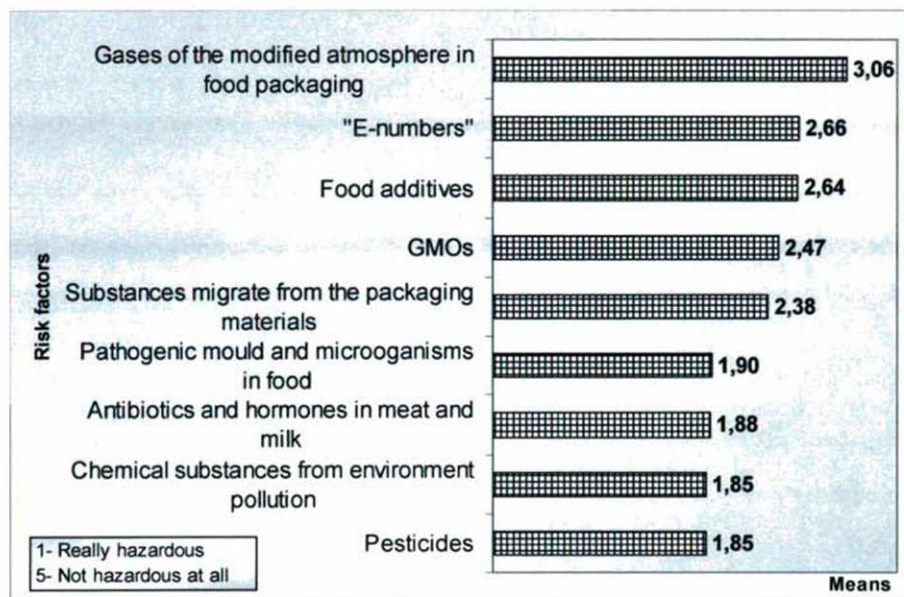 Gases of the modified atmosphere in
food packaging
3,06
"E-numbers"
2,66
Food additives
2,64
GMOs
2,47
Substances migrate from the packaging
materials
2,38
Pathogenic mould and microoganisms
in food
1,90
Antibiotics and hormones in meat and
milk
1,88
Chemical substances from environment
pollution
1,85
Pesticides
1,85
Risk factors
1- Really hazardous
5- Not hazardous at all
Means